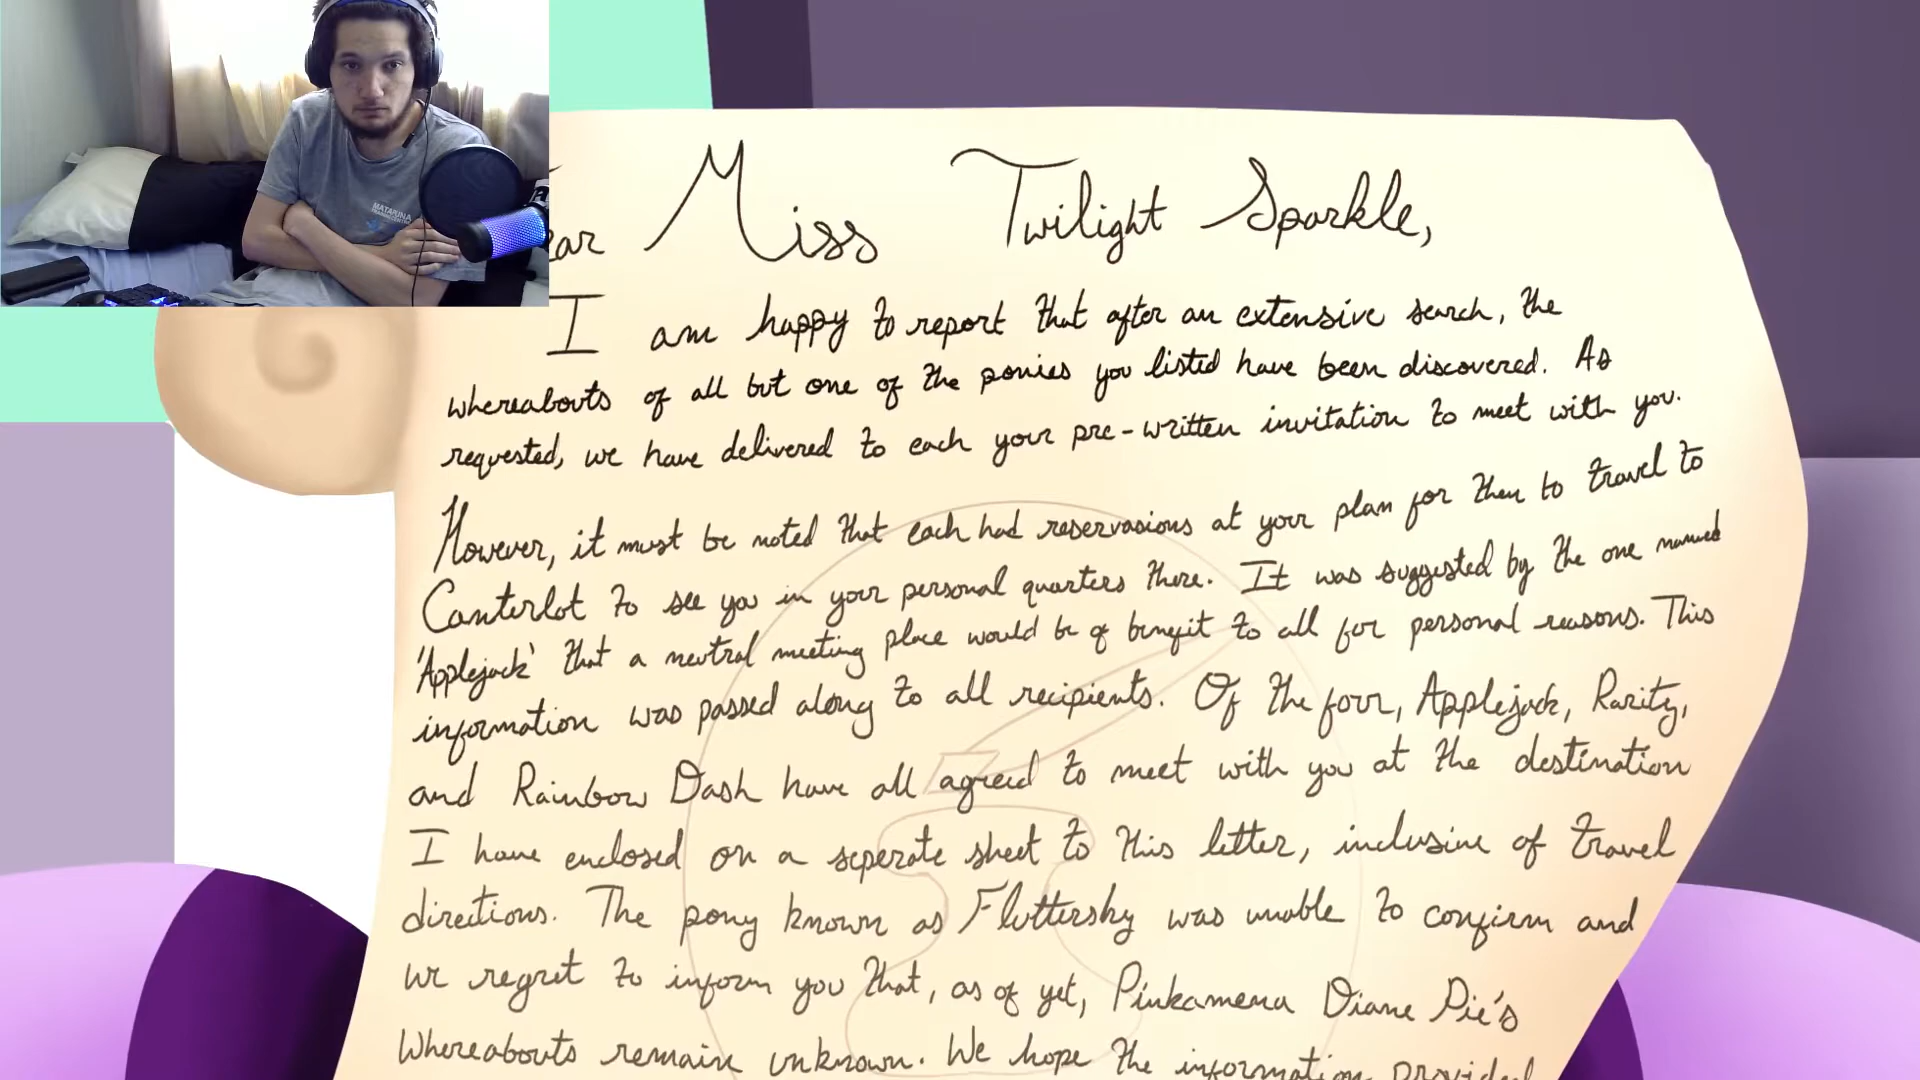 ear Miss Twilight Sparkle,
I am happy to report that after an extensive search, the
whereabouts of all but one of the ponies you listed have been discovered. As
requested, we have delivered to each your pre-written invitation to meet with you.
However, it must be noted that each had reservasions at your plan for them to travel to
Canterlot to see you in your personal quarters there. It was suggested by the one named
'Applejack' that a neutral meeting place would be of benefit to all for personal reasons. This
information was passed along to all recipients. Of the four, Applejack, Rarity,
and Rainbow Dash have all agreed to meet with you at the destination
I have enclosed on a seperate sheet to this letter, inclusive of travel
directions. The pony known as Fluttershy was unable to confirm and
we regret to inform you that, as of yet, Pinkamena Diane Pie's
whereabouts remain unknown. We hope the information provided
MATAPUNA